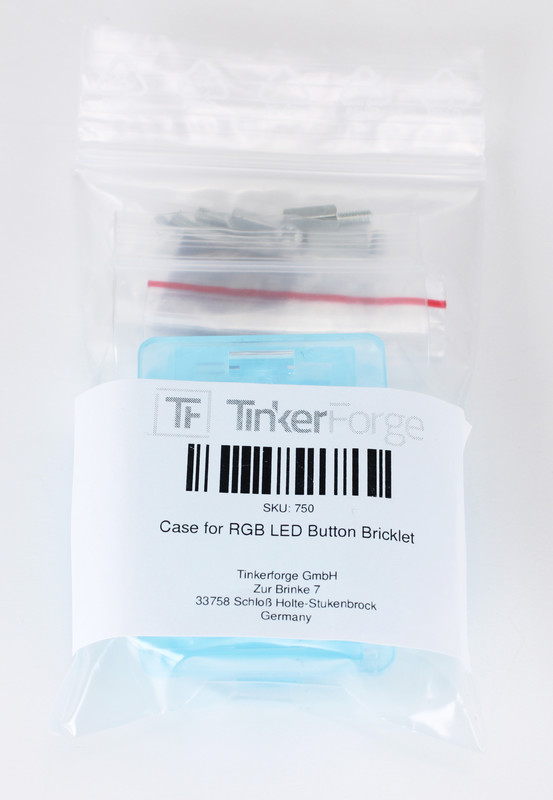 TF TinkerForge
SKU: 750
Case for RGB LED Button Bricklet
Tinkerforge GmbH
Zur Brinke 7
33758 Schloß Holte-Stukenbrock
Germany